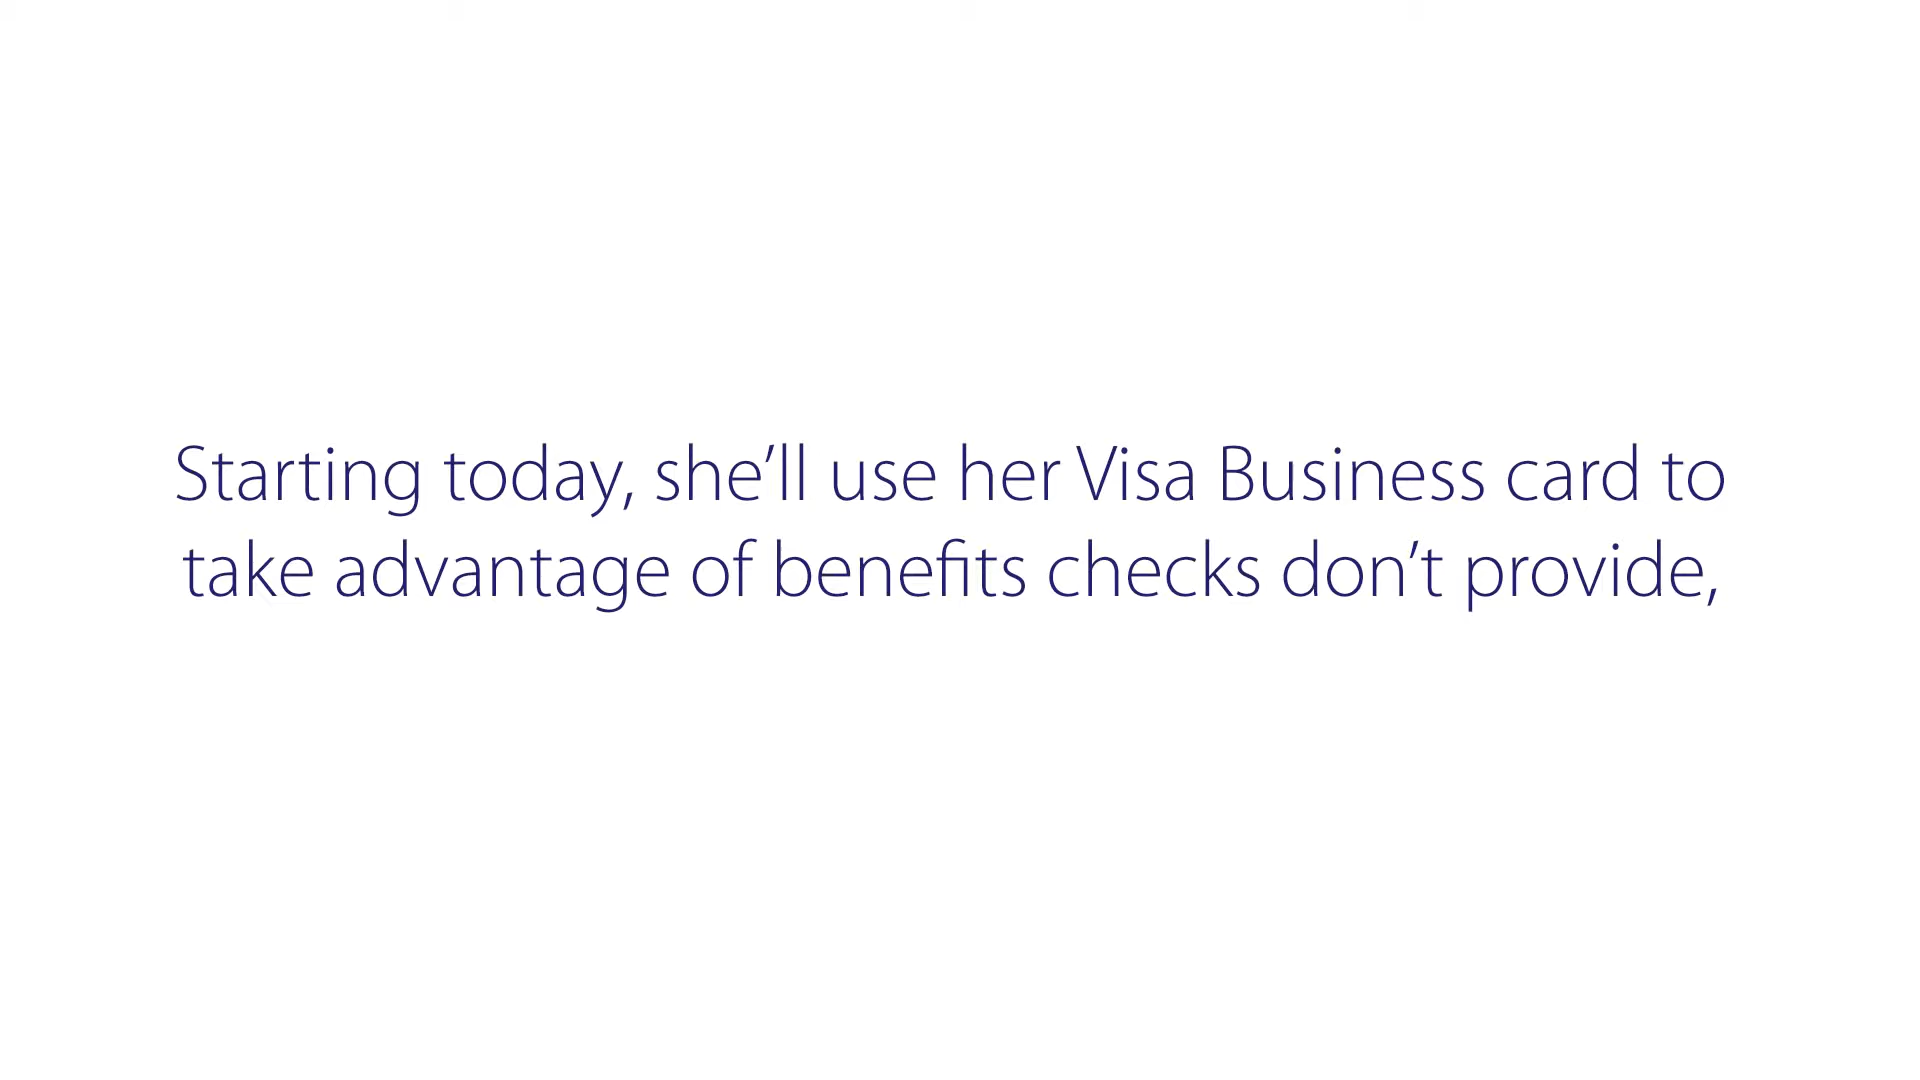 Starting today, she’ll use her Visa Business card to
take advantage of benefits checks don’t provide,